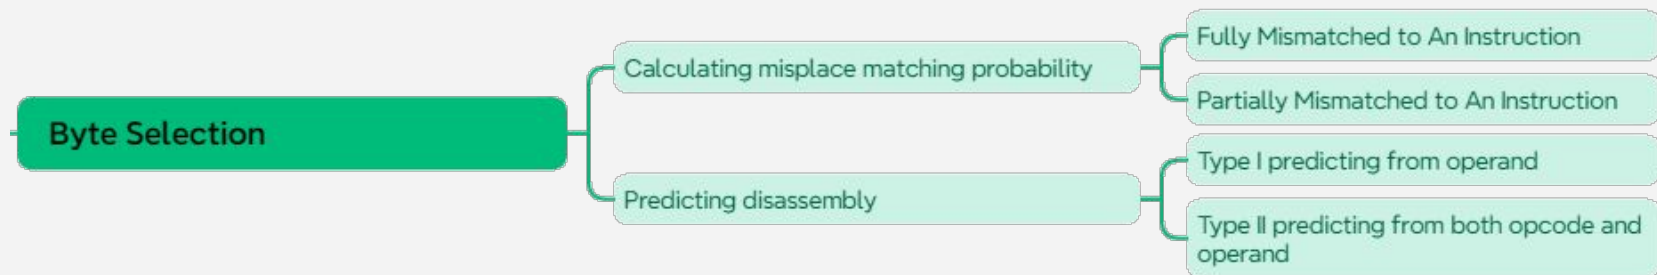 Byte Selection
Calculating misplace matching probability
Fully Mismatched to An Instruction
Partially Mismatched to An Instruction
Predicting disassembly
Type I predicting from operand
Type II predicting from both opcode and
operand